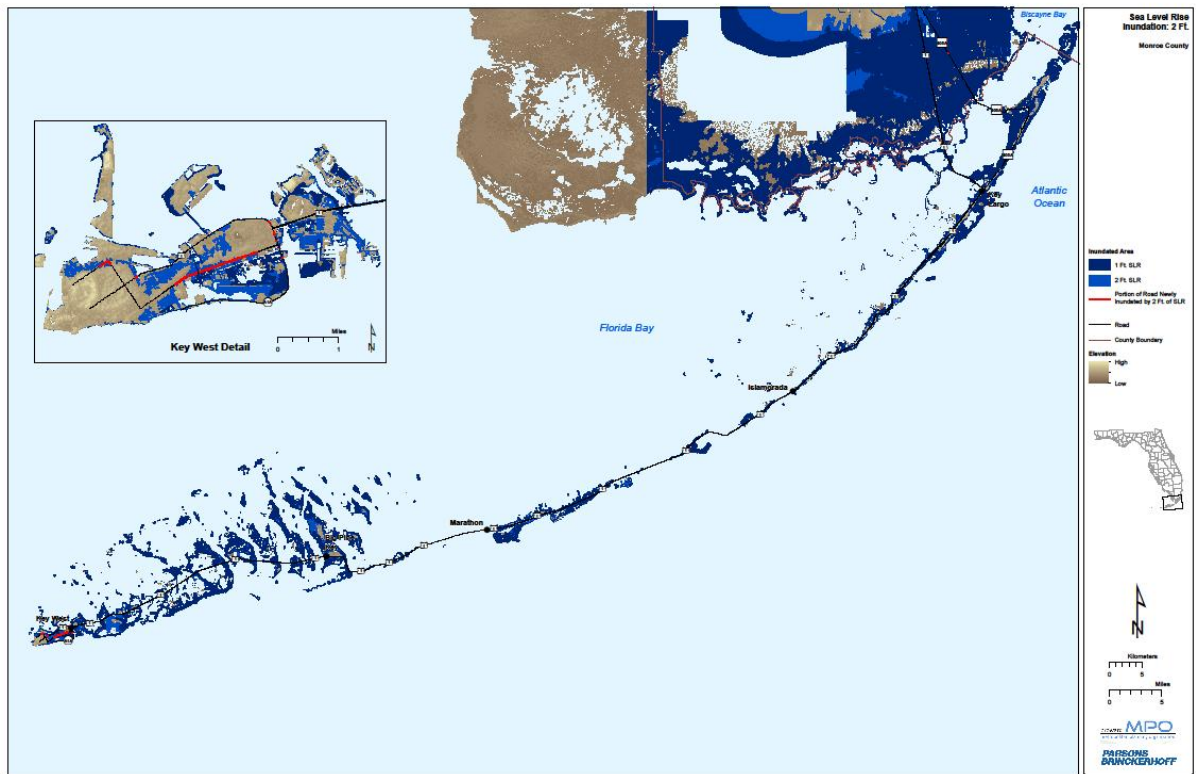 Sea Level Rise
Inundation: 2 Ft.
Monroe County
Biscayne Bay
Atlantic
Ocean
Key
Largo
Florida Bay
Islamorada
Marathon
Big Pine
Key
Key West
Key West Detail
Miles
0 1
N
Inundated Area
1 Ft. SLR
2 Ft. SLR
Portion of Road Newly
Inundated by 2 Ft. of SLR
Road
County Boundary
Elevation
High
Low
N
Kilometers
0 5
Miles
0 5
MPO
PARSONS
BRINCKERHOFF